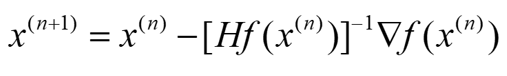 x^{(n+1)} = x^{(n)} − [Hf(x^{(n)})]^{−1}∇f(x^{(n)})